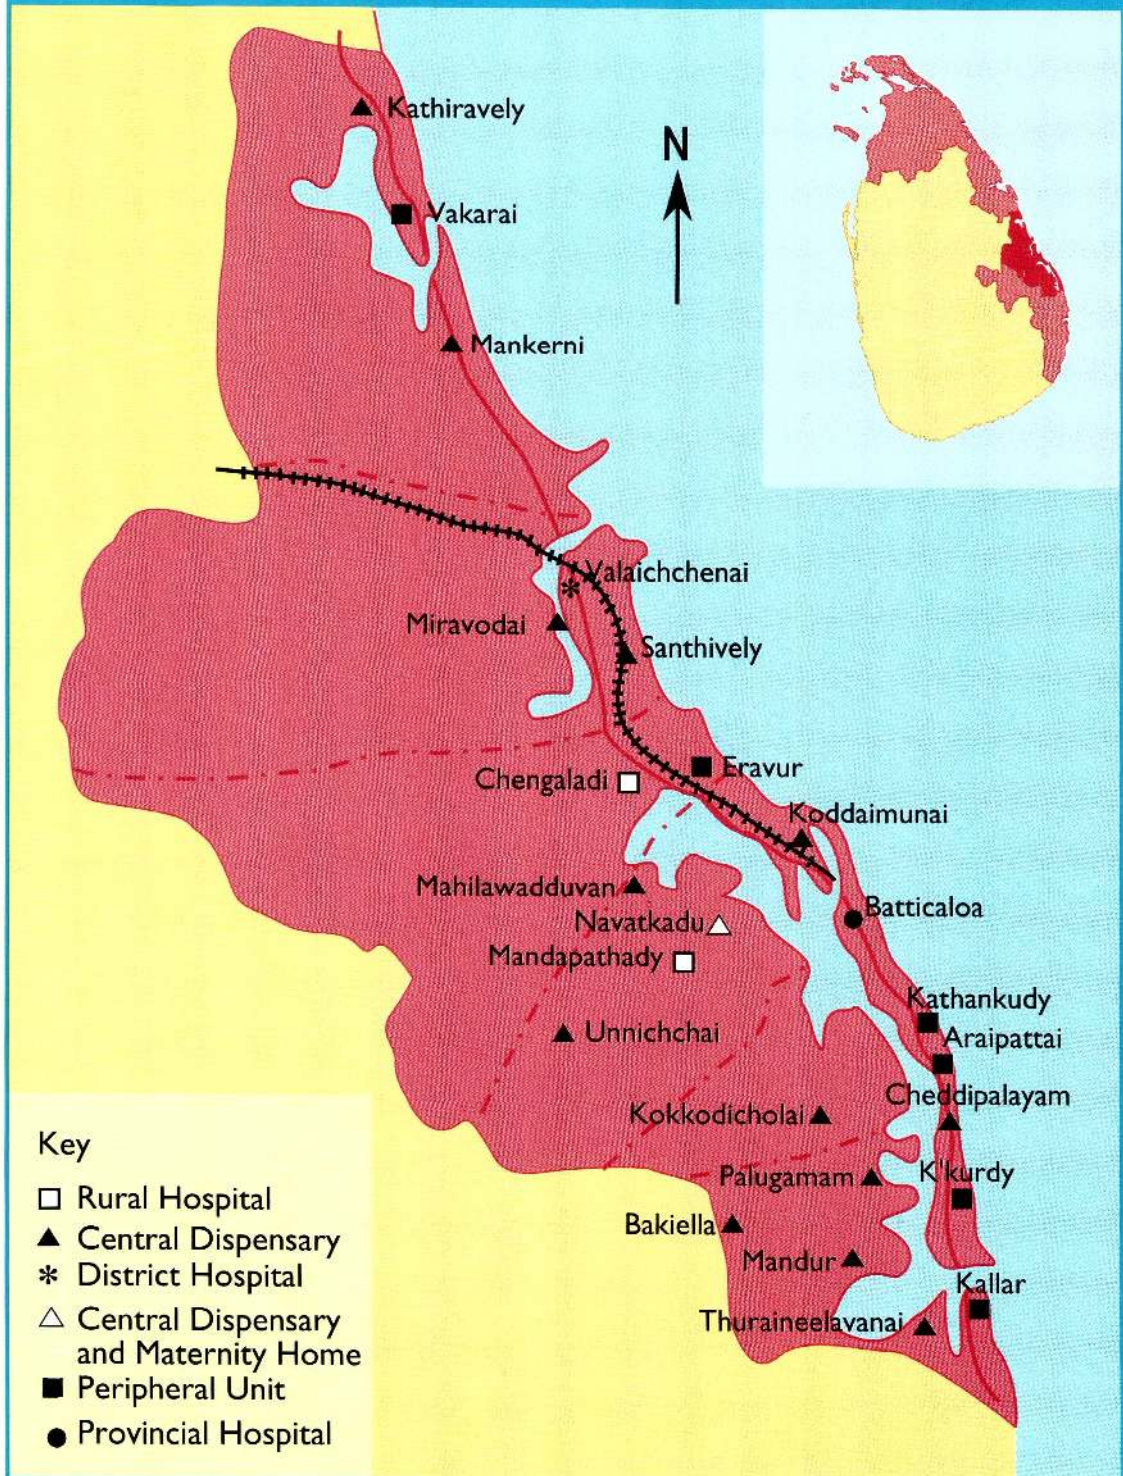 N
Kathiravely
Vakarai
Mankerni
Valaichchenai
Miravodai
Santhively
Chengaladi
Eravur
Koddaimunai
Mahilawadduvan
Navatkadu
Batticaloa
Mandapathady
Kathankudy
Unnichchai
Araipattai
Cheddipalayam
Kokkodicholai
Palugamam
K'kurdy
Bakiella
Mandur
Kallar
Thuraineelavanai
Key
Rural Hospital
Central Dispensary
District Hospital
Central Dispensary
and Maternity Home
Peripheral Unit
Provincial Hospital